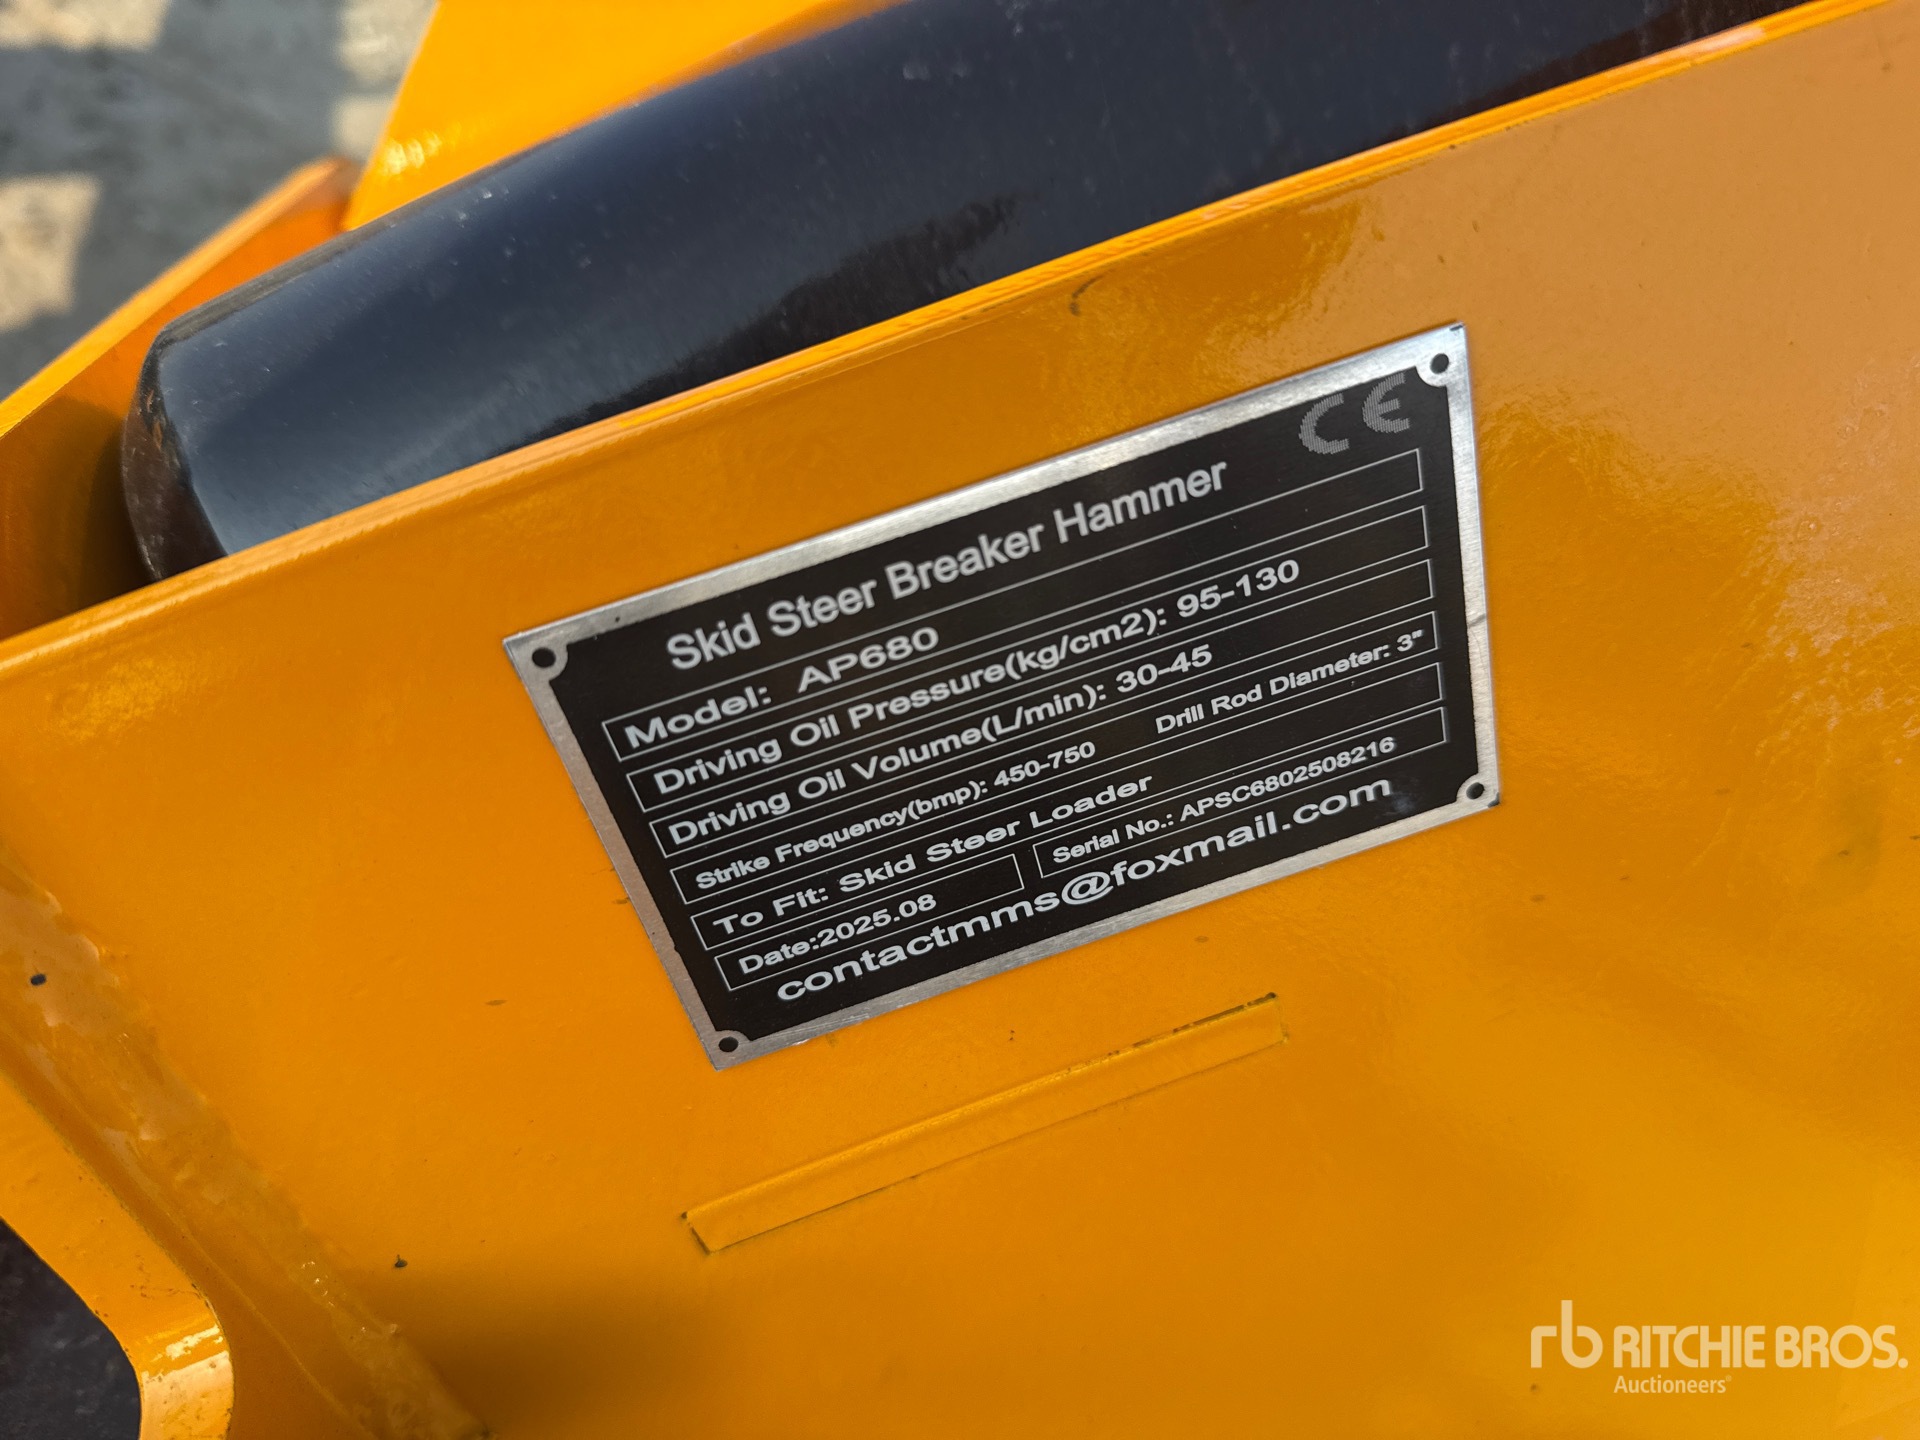 CE
Skid Steer Breaker Hammer
Model: AP680
Driving Oil Pressure(kg/cm2): 95-130
Driving Oil Volume(L/min): 30-45
Strike Frequency(bmp): 450-750 Drill Rod Diameter: 3"
To Fit: Skid Steer Loader
Date:2025.08 Serial No.: APSC6802508216
contactmms@foxmail.com
rb RITCHIE BROS.
Auctioneers